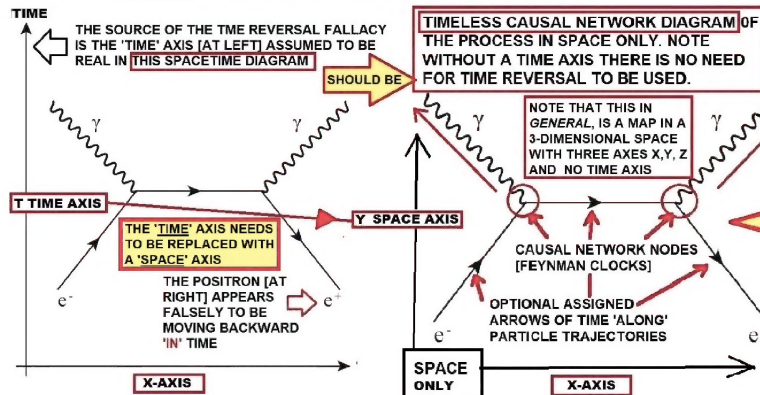 TIME
THE SOURCE OF THE TME REVERSAL FALLACY
IS THE 'TIME' AXIS [AT LEFT] ASSUMED TO BE
REAL IN THIS SPACETIME DIAGRAM
SHOULD BE
γ
γ
T TIME AXIS
THE 'TIME' AXIS NEEDS
TO BE REPLACED WITH
A 'SPACE' AXIS
THE POSITRON [AT
RIGHT] APPEARS
FALSELY TO BE
MOVING BACKWARD
'IN' TIME
e-
e+
X-AXIS
TIMELESS CAUSAL NETWORK DIAGRAM OF
THE PROCESS IN SPACE ONLY. NOTE
WITHOUT A TIME AXIS THERE IS NO NEED
FOR TIME REVERSAL TO BE USED.
γ
NOTE THAT THIS IN
GENERAL, IS A MAP IN A
3-DIMENSIONAL SPACE
WITH THREE AXES X,Y, Z
AND NO TIME AXIS
γ
Y SPACE AXIS
CAUSAL NETWORK NODES
[FEYNMAN CLOCKS]
OPTIONAL ASSIGNED
ARROWS OF TIME 'ALONG'
PARTICLE TRAJECTORIES
e-
e
SPACE
ONLY
X-AXIS